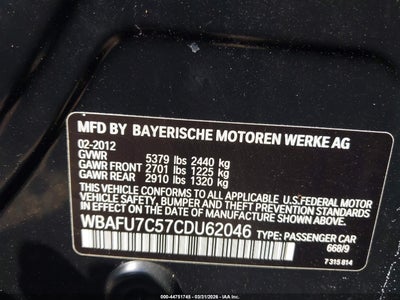 MFD BY BAYERISCHE MOTOREN WERKE AG
02-2012
GVWR 5379 lbs 2440 kg
GAWR FRONT 2701 lbs 1225 kg
GAWR REAR 2910 lbs 1320 kg
THIS VEHICLE CONFORMS TO ALL APPLICABLE U.S. FEDERAL MOTOR
VEHICLE SAFETY, BUMPER AND THEFT PREVENTION STANDARDS
IN EFFECT ON THE DATE OF MANUFACTURE SHOWN ABOVE.
WBAFU7C57CDU62046 TYPE: PASSENGER CAR
668/9
7 315 814
000-44751748 - 03/31/2026 - IAA Vehicles